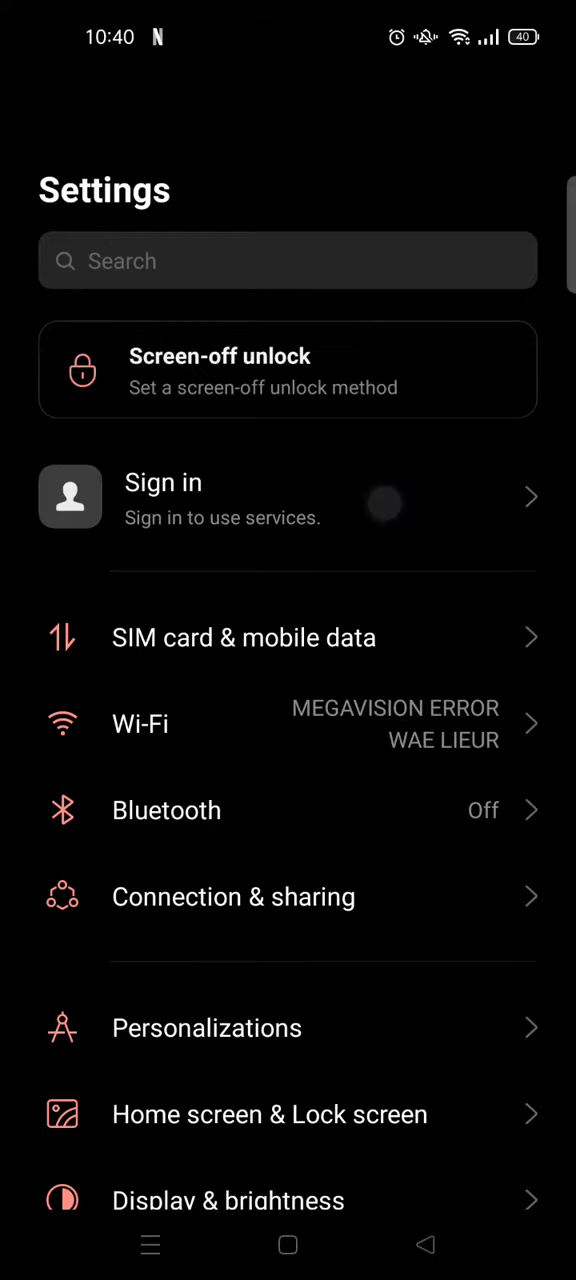 10:40 N 40
Settings
Search
Screen-off unlock
Set a screen-off unlock method
Sign in
Sign in to use services.
SIM card & mobile data
Wi-Fi MEGAVISION ERROR
WAE LIEUR
Bluetooth Off
Connection & sharing
Personalizations
Home screen & Lock screen
Display & brightness